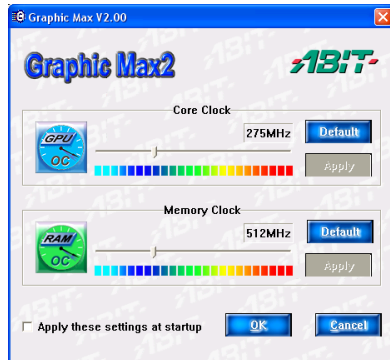 Graphic Max V2.00
Graphic Max2
ABIT
Core Clock
GPU
OC
275MHz
Default
Apply
Memory Clock
RAM
OC
512MHz
Default
Apply
Apply these settings at startup
OK
Cancel